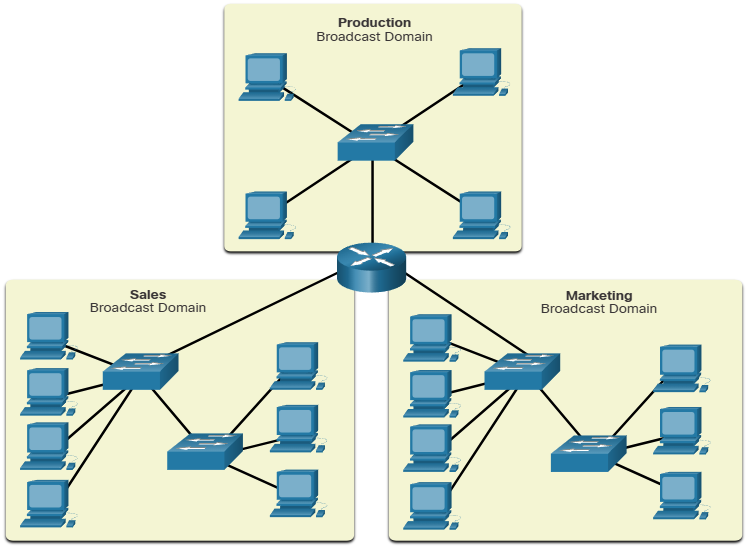 Production
Broadcast Domain
Sales
Broadcast Domain
Marketing
Broadcast Domain